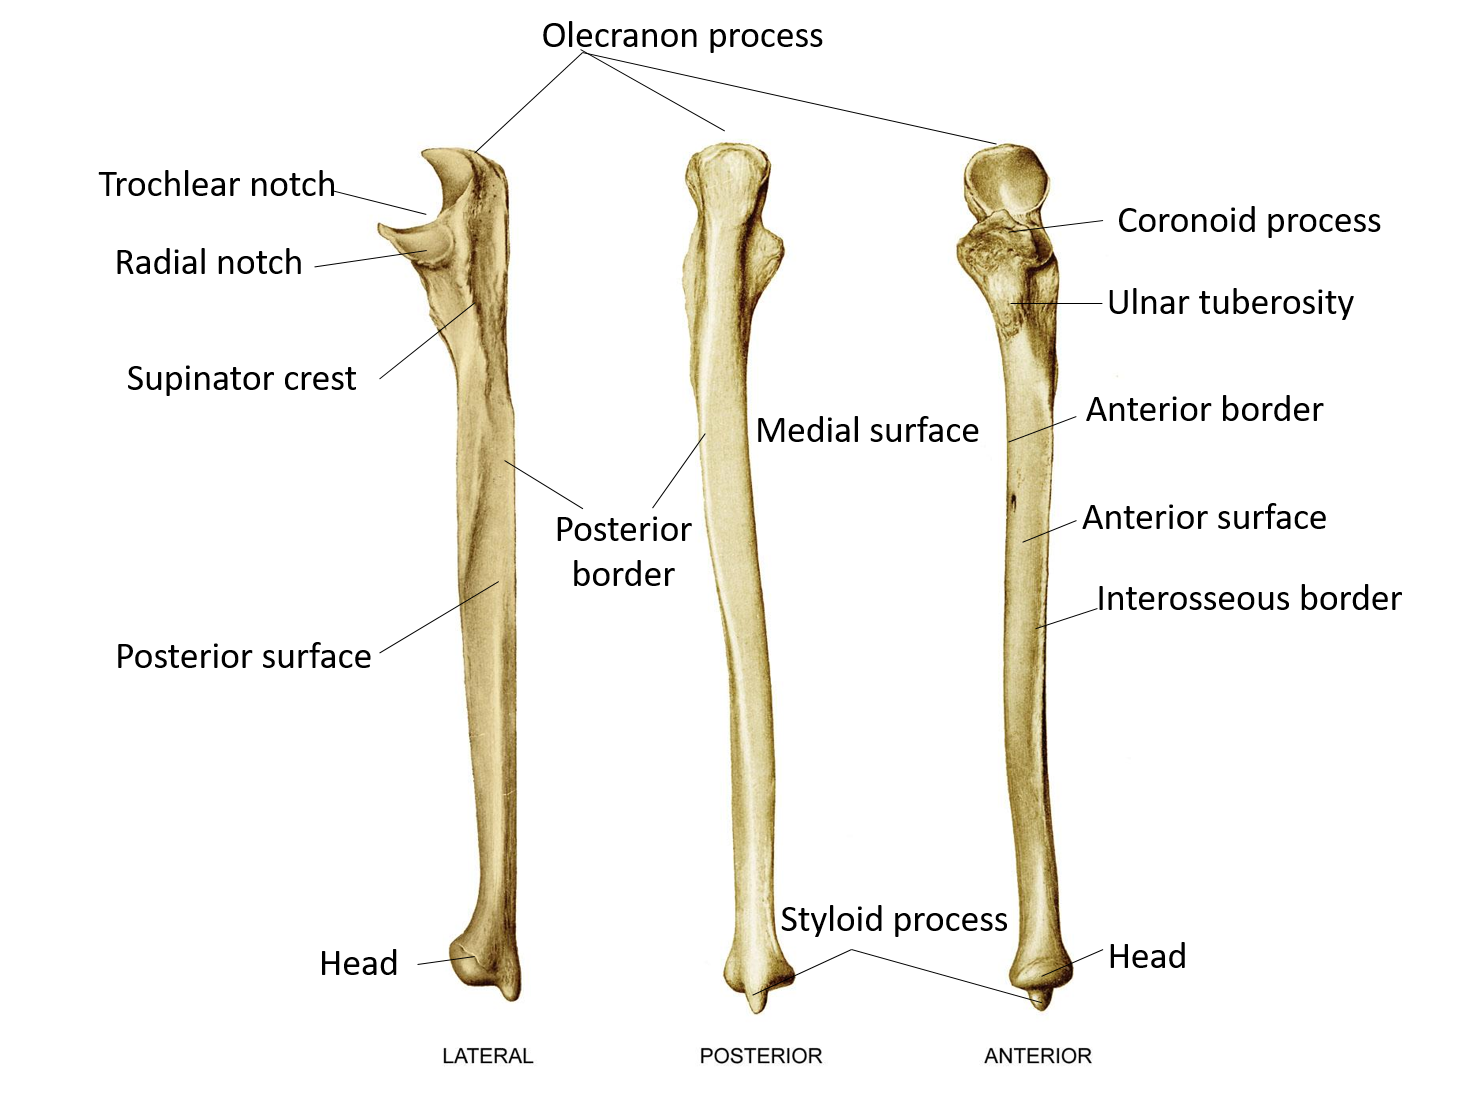 Olecranon process
Trochlear notch
Coronoid process
Radial notch
Ulnar tuberosity
Supinator crest
Anterior border
Medial surface
Anterior surface
Posterior
border
Interosseous border
Posterior surface
Styloid process
Head
Head
LATERAL
POSTERIOR
ANTERIOR